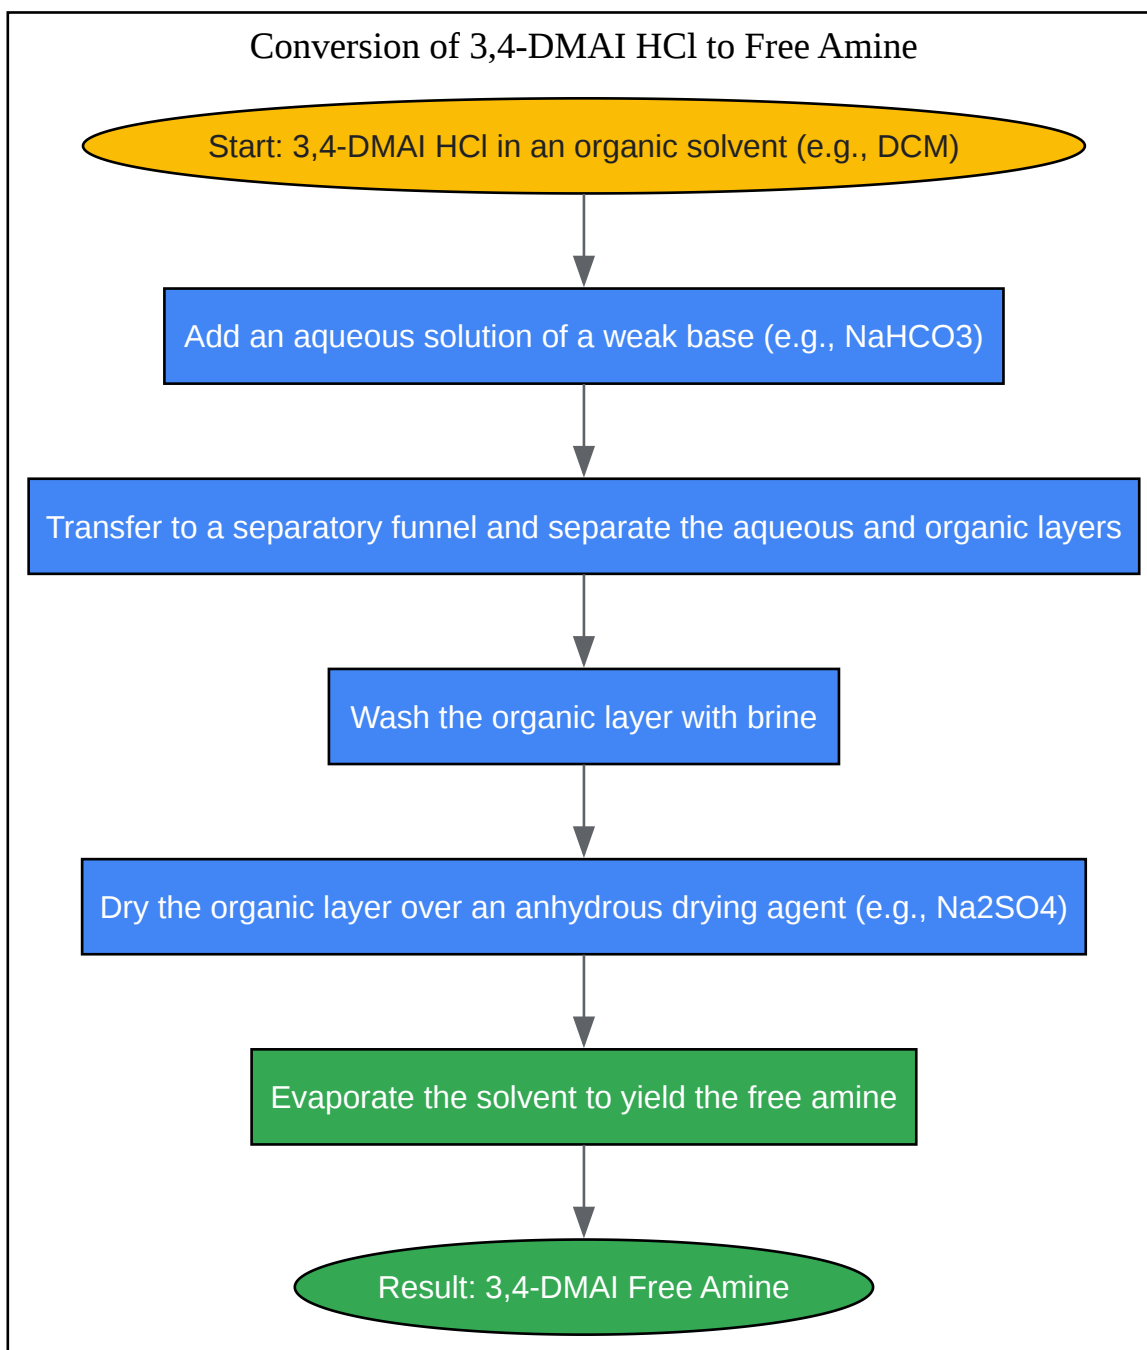 Conversion of 3,4-DMAI HCl to Free Amine
Start: 3,4-DMAI HCl in an organic solvent (e.g., DCM)
Add an aqueous solution of a weak base (e.g., NaHCO3)
Transfer to a separatory funnel and separate the aqueous and organic layers
Wash the organic layer with brine
Dry the organic layer over an anhydrous drying agent (e.g., Na2SO4)
Evaporate the solvent to yield the free amine
Result: 3,4-DMAI Free Amine